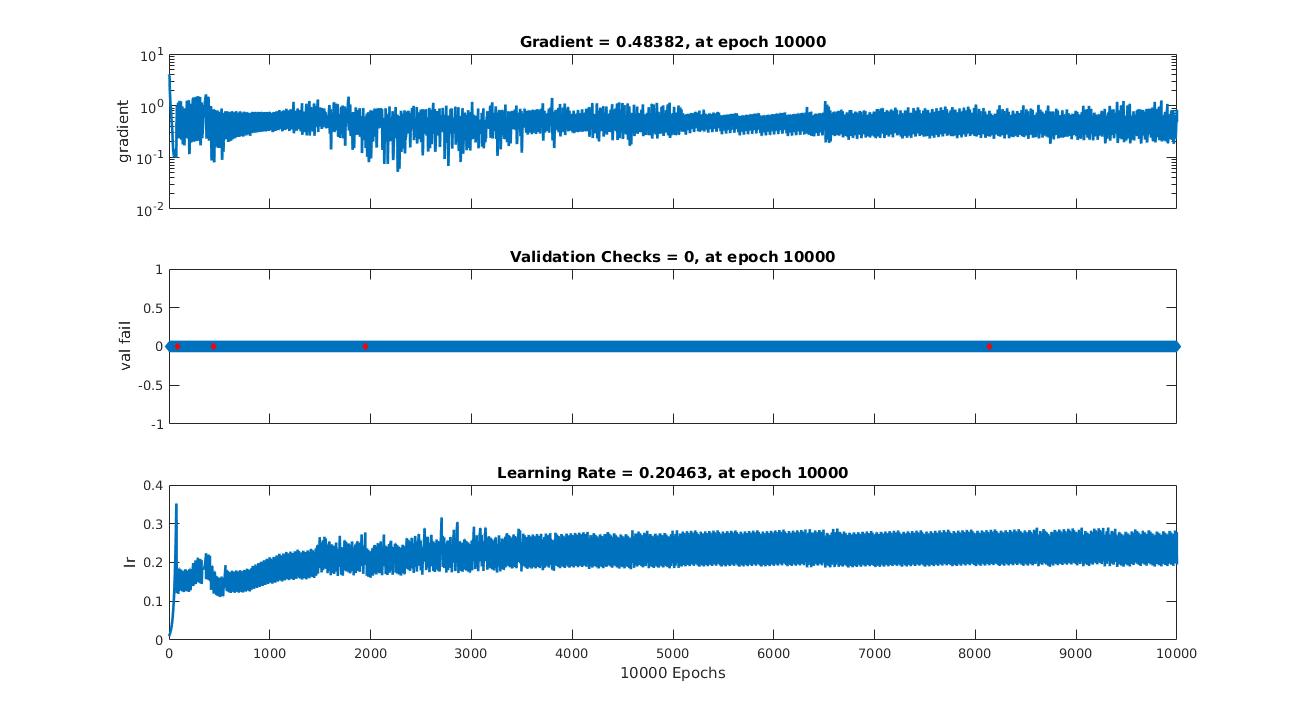 Gradient = 0.48382, at epoch 10000
10^1
10^0
10^-1
10^-2
gradient
Validation Checks = 0, at epoch 10000
1
0.5
0
-0.5
-1
val fail
Learning Rate = 0.20463, at epoch 10000
0.4
0.3
0.2
0.1
0
lr
0 1000 2000 3000 4000 5000 6000 7000 8000 9000 10000
10000 Epochs